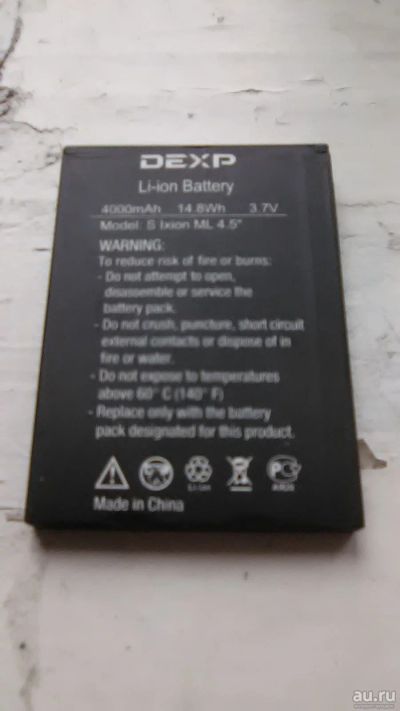 DEXP
Li-ion Battery
4000mAh 14.8Wh 3.7V
Model: S Ixion ML 4.5"
WARNING:
To reduce risk of fire or burns:
- Do not attempt to open,
disassemble or service the
battery pack.
- Do not crush, puncture, short circuit
external contacts or dispose of in
fire or water.
- Do not expose to temperatures
above 60° C (140° F)
- Replace only with the battery
pack designated for this product.
Li-ion
Made in China
au.ru